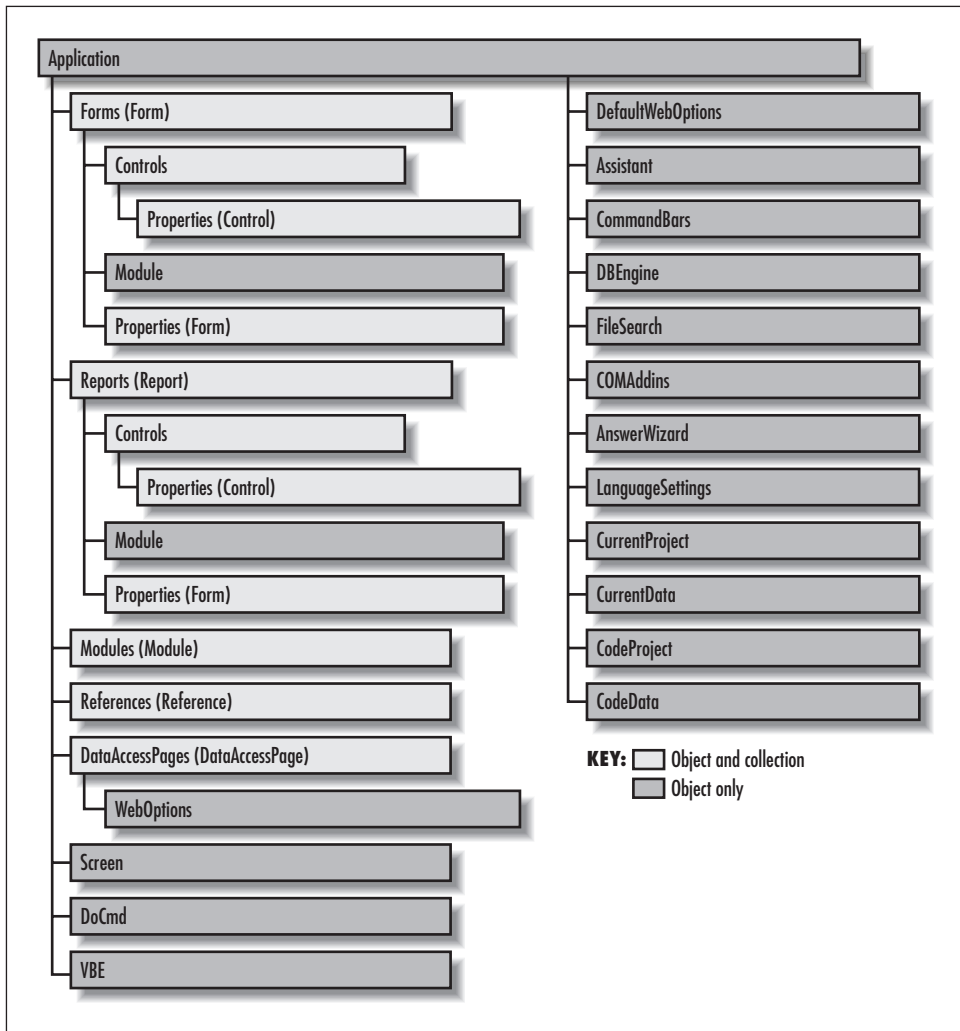 Application
Forms (Form)
Controls
Properties (Control)
Module
Properties (Form)
Reports (Report)
Controls
Properties (Control)
Module
Properties (Form)
Modules (Module)
References (Reference)
DataAccessPages (DataAccessPage)
WebOptions
Screen
DoCmd
VBE
DefaultWebOptions
Assistant
CommandBars
DBEngine
FileSearch
COMAddins
AnswerWizard
LanguageSettings
CurrentProject
CurrentData
CodeProject
CodeData
KEY: Object and collection
Object only